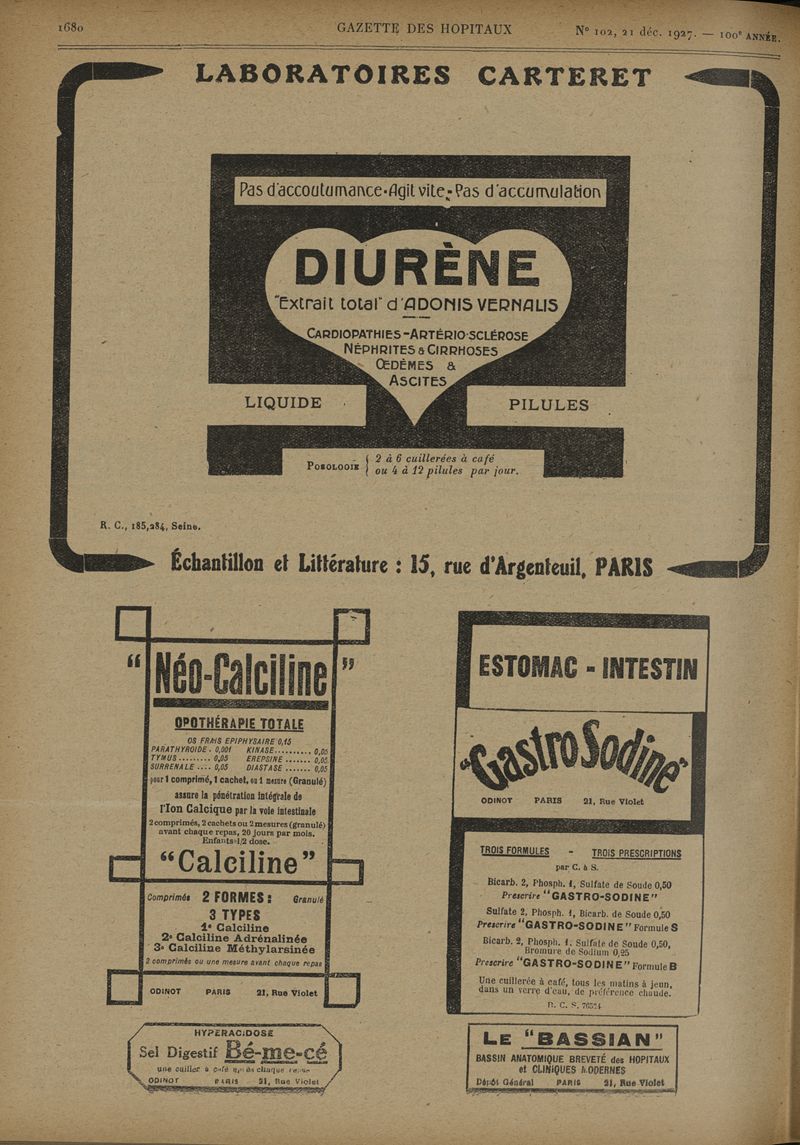 1680
GAZETTE DES HOPITAUX
N° 102, 21 déc. 1927. — 100e ANNÉE.
LABORATOIRES CARTERET
Pas d'accoutumance • Agit vite • Pas d'accumulation
DIURÈNE
"Extrait total" d'ADONIS VERNALIS
CARDIOPATHIES - ARTÉRIO-SCLÉROSE
NÉPHRITES & CIRRHOSES
ŒDÈMES &
ASCITES
LIQUIDE
PILULES
POSOLOGIE { 2 à 6 cuillerées à café
ou 4 à 12 pilules par jour.
R. C., 185,284, Seine.
Échantillon et Littérature : 15, rue d'Argenteuil, PARIS
"Néo-Calciline"
OPOTHÉRAPIE TOTALE
OS FRAIS EPIPHYSAIRE 0,15
PARATHYROIDE . 0,001 KINASE.......... 0,05
TYMUS ......... 0,05 EREPSINE ....... 0,05
SURRENALE .... 0,05 DIASTASE ....... 0,05
pour 1 comprimé, 1 cachet, ou 1 mesure (Granulé)
assure la pénétration intégrale de
l'Ion Calcique par la voie intestinale
2 comprimés, 2 cachets ou 2 mesures (granulé)
avant chaque repas, 20 jours par mois.
Enfants=1/2 dose.
"Calciline"
Comprimés 2 FORMES : Granulé
3 TYPES
1° Calciline
2° Calciline Adrénalinée
3° Calciline Méthylarsinée
2 comprimés ou une mesure avant chaque repas
ODINOT PARIS 21, Rue Violet
HYPERACIDOSE
Sel Digestif Bé-me-cé
une cuiller à café après chaque repas
ODINOT PARIS 21, Rue Violet
ESTOMAC - INTESTIN
"GastroSodine"
ODINOT PARIS 21, Rue Violet
TROIS FORMULES - TROIS PRESCRIPTIONS
par C. à S.
Bicarb. 2, Phosph. 1, Sulfate de Soude 0,50
Prescrire "GASTRO-SODINE"
Sulfate 2, Phosph. 1, Bicarb. de Soude 0,50
Prescrire "GASTRO-SODINE" Formule S
Bicarb. 2, Phosph. 1, Sulfate de Soude 0,50,
Bromure de Sodium 0,25
Prescrire "GASTRO-SODINE" Formule B
Une cuillerée à café, tous les matins à jeun,
dans un verre d'eau, de préférence chaude.
R. C. S. 76524
LE "BASSIAN"
BASSIN ANATOMIQUE BREVETÉ des HOPITAUX
et CLINIQUES MODERNES
Dépôt Général PARIS 21, Rue Violet